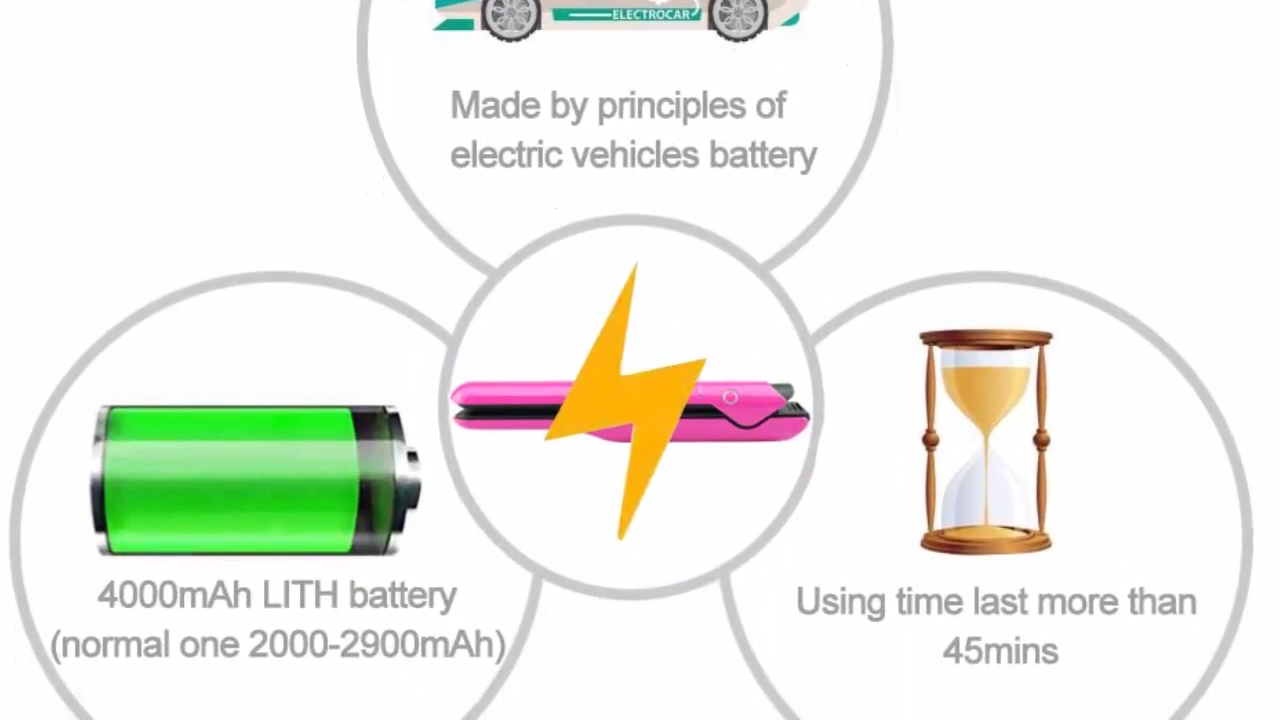 ELECTROCAR
Made by principles of
electric vehicles battery
4000mAh LITH battery
(normal one 2000-2900mAh)
Using time last more than
45mins